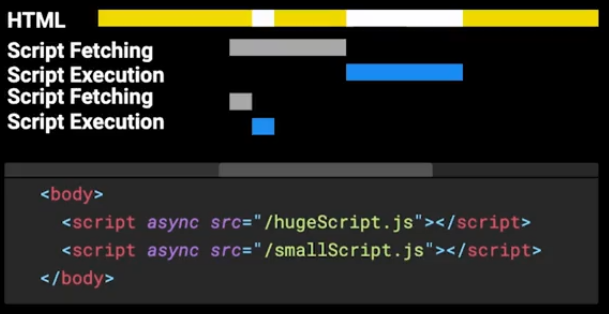 HTML
Script Fetching
Script Execution
Script Fetching
Script Execution
<body>
<script async src="/hugeScript.js"></script>
<script async src="/smallScript.js"></script>
</body>